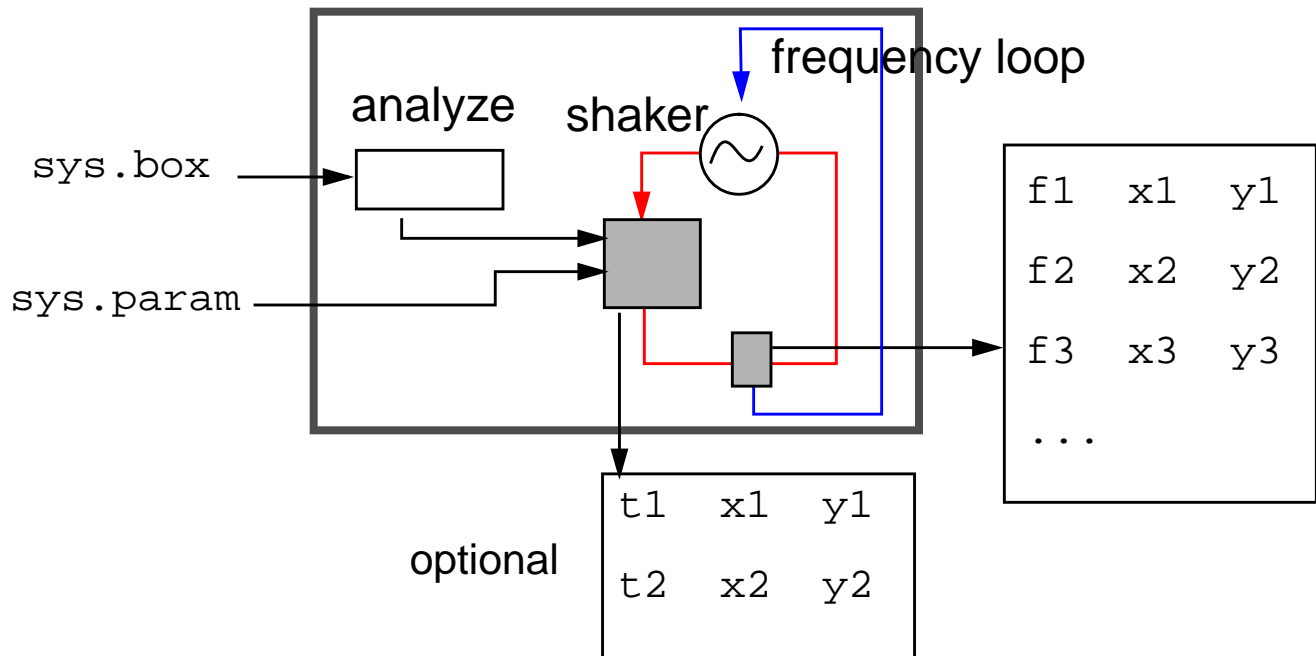 frequency loop
analyze
shaker
sys.box
sys.param
f1 x1 y1
f2 x2 y2
f3 x3 y3
...
optional
t1 x1 y1
t2 x2 y2